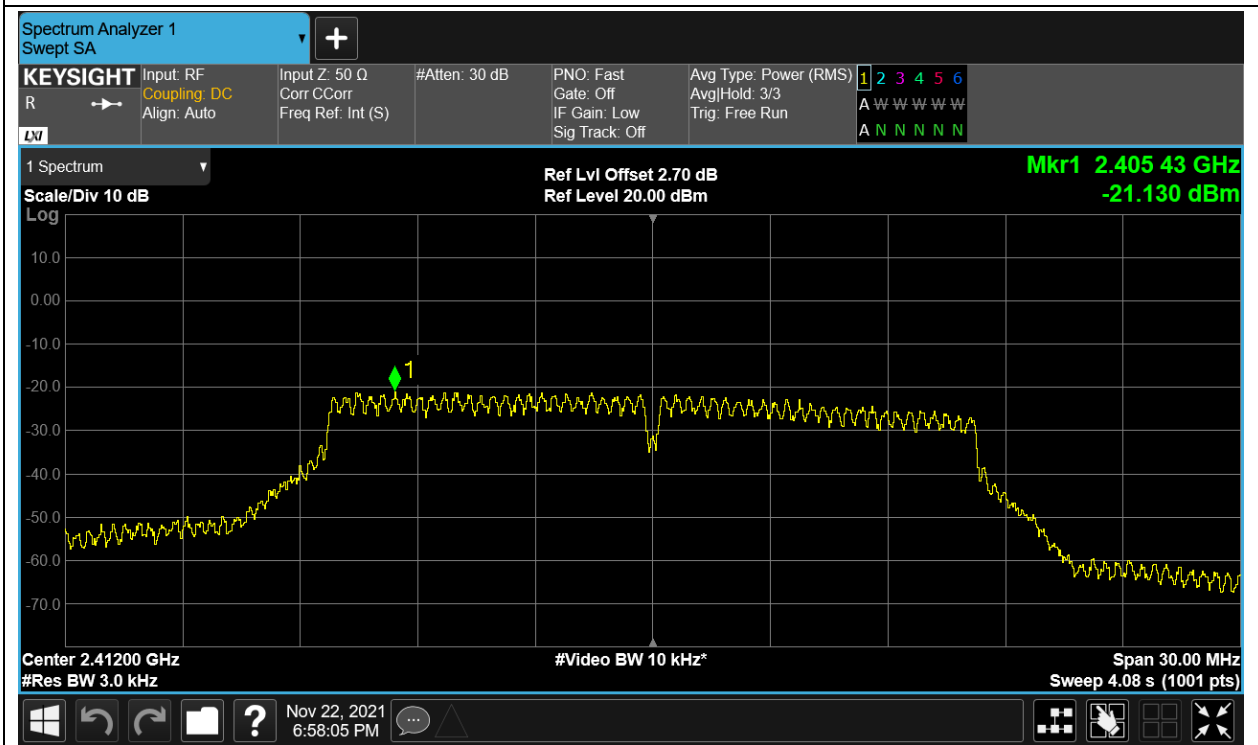 Spectrum Analyzer 1
Swept SA
KEYSIGHT
R
LXI
Input: RF
Coupling: DC
Align: Auto
Input Z: 50 Ω
Corr CCorr
Freq Ref: Int (S)
#Atten: 30 dB
PNO: Fast
Gate: Off
IF Gain: Low
Sig Track: Off
Avg Type: Power (RMS)
Avg|Hold: 3/3
Trig: Free Run
1 2 3 4 5 6
A W W W W W
A N N N N N
1 Spectrum
Scale/Div 10 dB
Log
Ref Lvl Offset 2.70 dB
Ref Level 20.00 dBm
Mkr1 2.405 43 GHz
-21.130 dBm
10.0
0.00
-10.0
-20.0
-30.0
-40.0
-50.0
-60.0
-70.0
1
Center 2.41200 GHz
#Res BW 3.0 kHz
#Video BW 10 kHz*
Span 30.00 MHz
Sweep 4.08 s (1001 pts)
?
Nov 22, 2021
6:58:05 PM